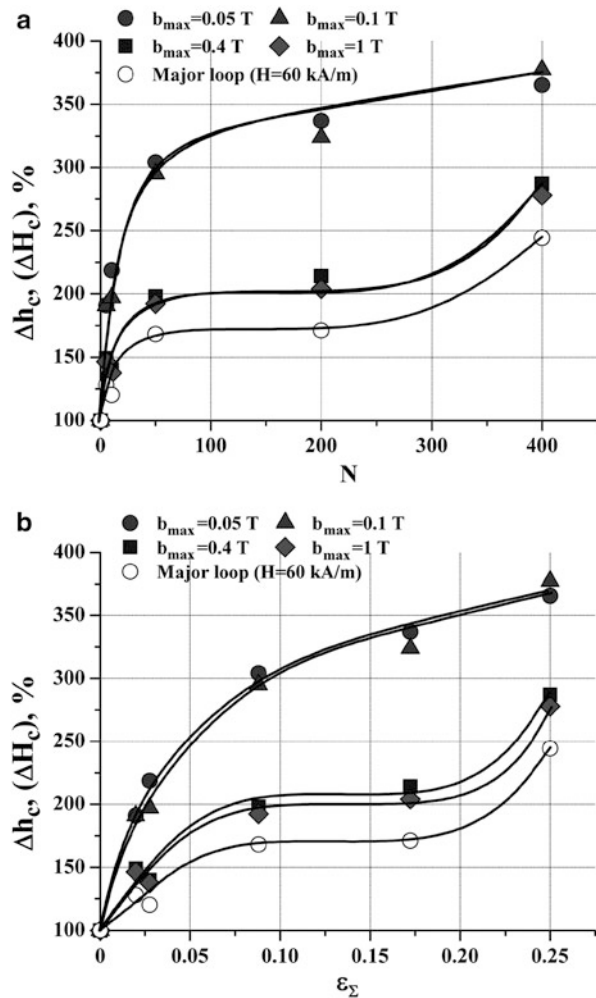 a
b_max=0.05 T b_max=0.1 T
b_max=0.4 T b_max=1 T
Major loop (H=60 kA/m)
400
350
300
250
200
150
100
Δh_c, (ΔH_c), %
0 100 200 300 400
N
b
b_max=0.05 T b_max=0.1 T
b_max=0.4 T b_max=1 T
Major loop (H=60 kA/m)
400
350
300
250
200
150
100
Δh_c, (ΔH_c), %
0 0.05 0.10 0.15 0.20 0.25
ε_Σ